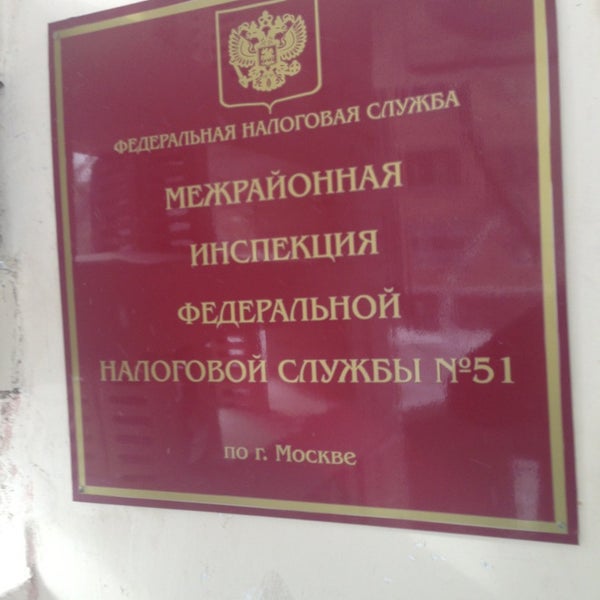 ФЕДЕРАЛЬНАЯ НАЛОГОВАЯ СЛУЖБА
МЕЖРАЙОННАЯ
ИНСПЕКЦИЯ
ФЕДЕРАЛЬНОЙ
НАЛОГОВОЙ СЛУЖБЫ №51
по г. Москве